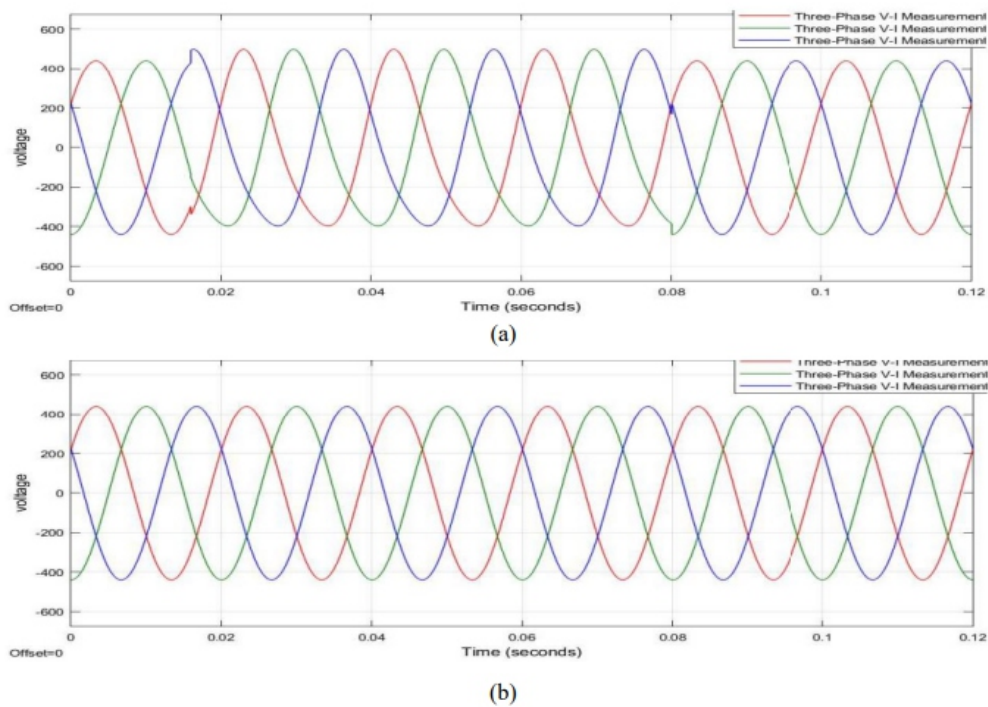 600
400
200
0
-200
-400
-600
voltage
Three-Phase V-I Measurement
Three-Phase V-I Measurement
Three-Phase V-I Measurement
0
0.02
0.04
0.06
0.08
0.1
0.12
Offset=0
Time (seconds)
(a)
600
400
200
0
-200
-400
-600
voltage
Three-Phase V-I Measurement
Three-Phase V-I Measurement
Three-Phase V-I Measurement
0
0.02
0.04
0.06
0.08
0.1
0.12
Offset=0
Time (seconds)
(b)